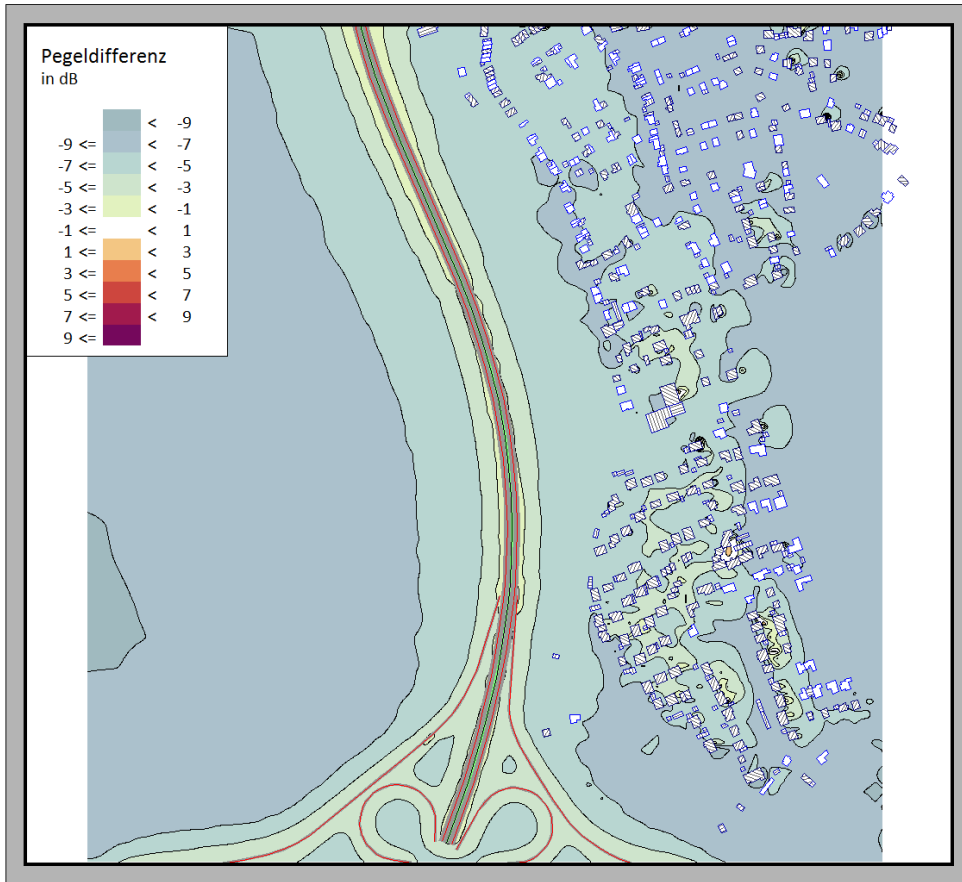 Pegeldifferenz
in dB
< -9
-9 <= < -7
-7 <= < -5
-5 <= < -3
-3 <= < -1
-1 <= < 1
1 <= < 3
3 <= < 5
5 <= < 7
7 <= < 9
9 <=